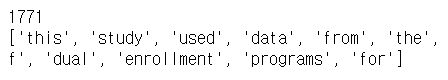 1771
['this', 'study', 'used', 'data', 'from', 'the',
f', 'dual', 'enrollment', 'programs', 'for']